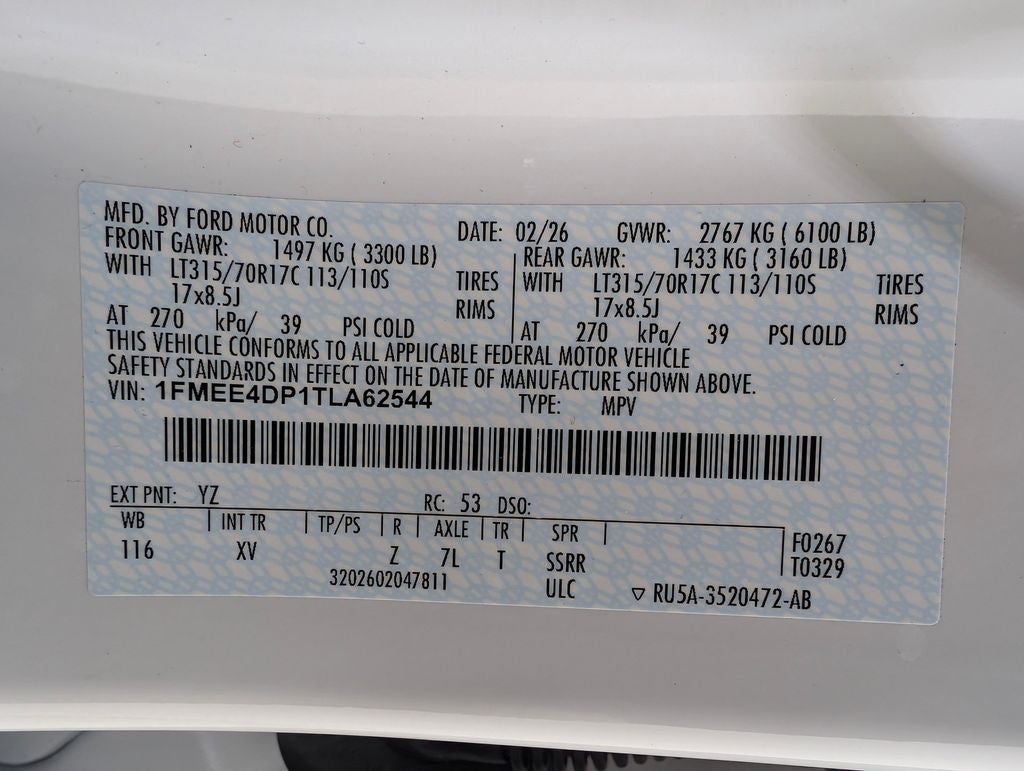 MFD. BY FORD MOTOR CO.
DATE: 02/26 GVWR: 2767 KG ( 6100 LB)
FRONT GAWR: 1497 KG ( 3300 LB)
WITH LT315/70R17C 113/110S TIRES
17x8.5J RIMS
AT 270 kPa/ 39 PSI COLD
REAR GAWR: 1433 KG ( 3160 LB)
WITH LT315/70R17C 113/110S TIRES
17x8.5J RIMS
AT 270 kPa/ 39 PSI COLD
THIS VEHICLE CONFORMS TO ALL APPLICABLE FEDERAL MOTOR VEHICLE
SAFETY STANDARDS IN EFFECT ON THE DATE OF MANUFACTURE SHOWN ABOVE.
VIN: 1FMEE4DP1TLA62544 TYPE: MPV
EXT PNT: YZ RC: 53 DSO:
WB INT TR TP/PS R AXLE TR SPR
116 XV Z 7L T SSRR
F0267
T0329
3202602047811 ULC ▽ RU5A-3520472-AB